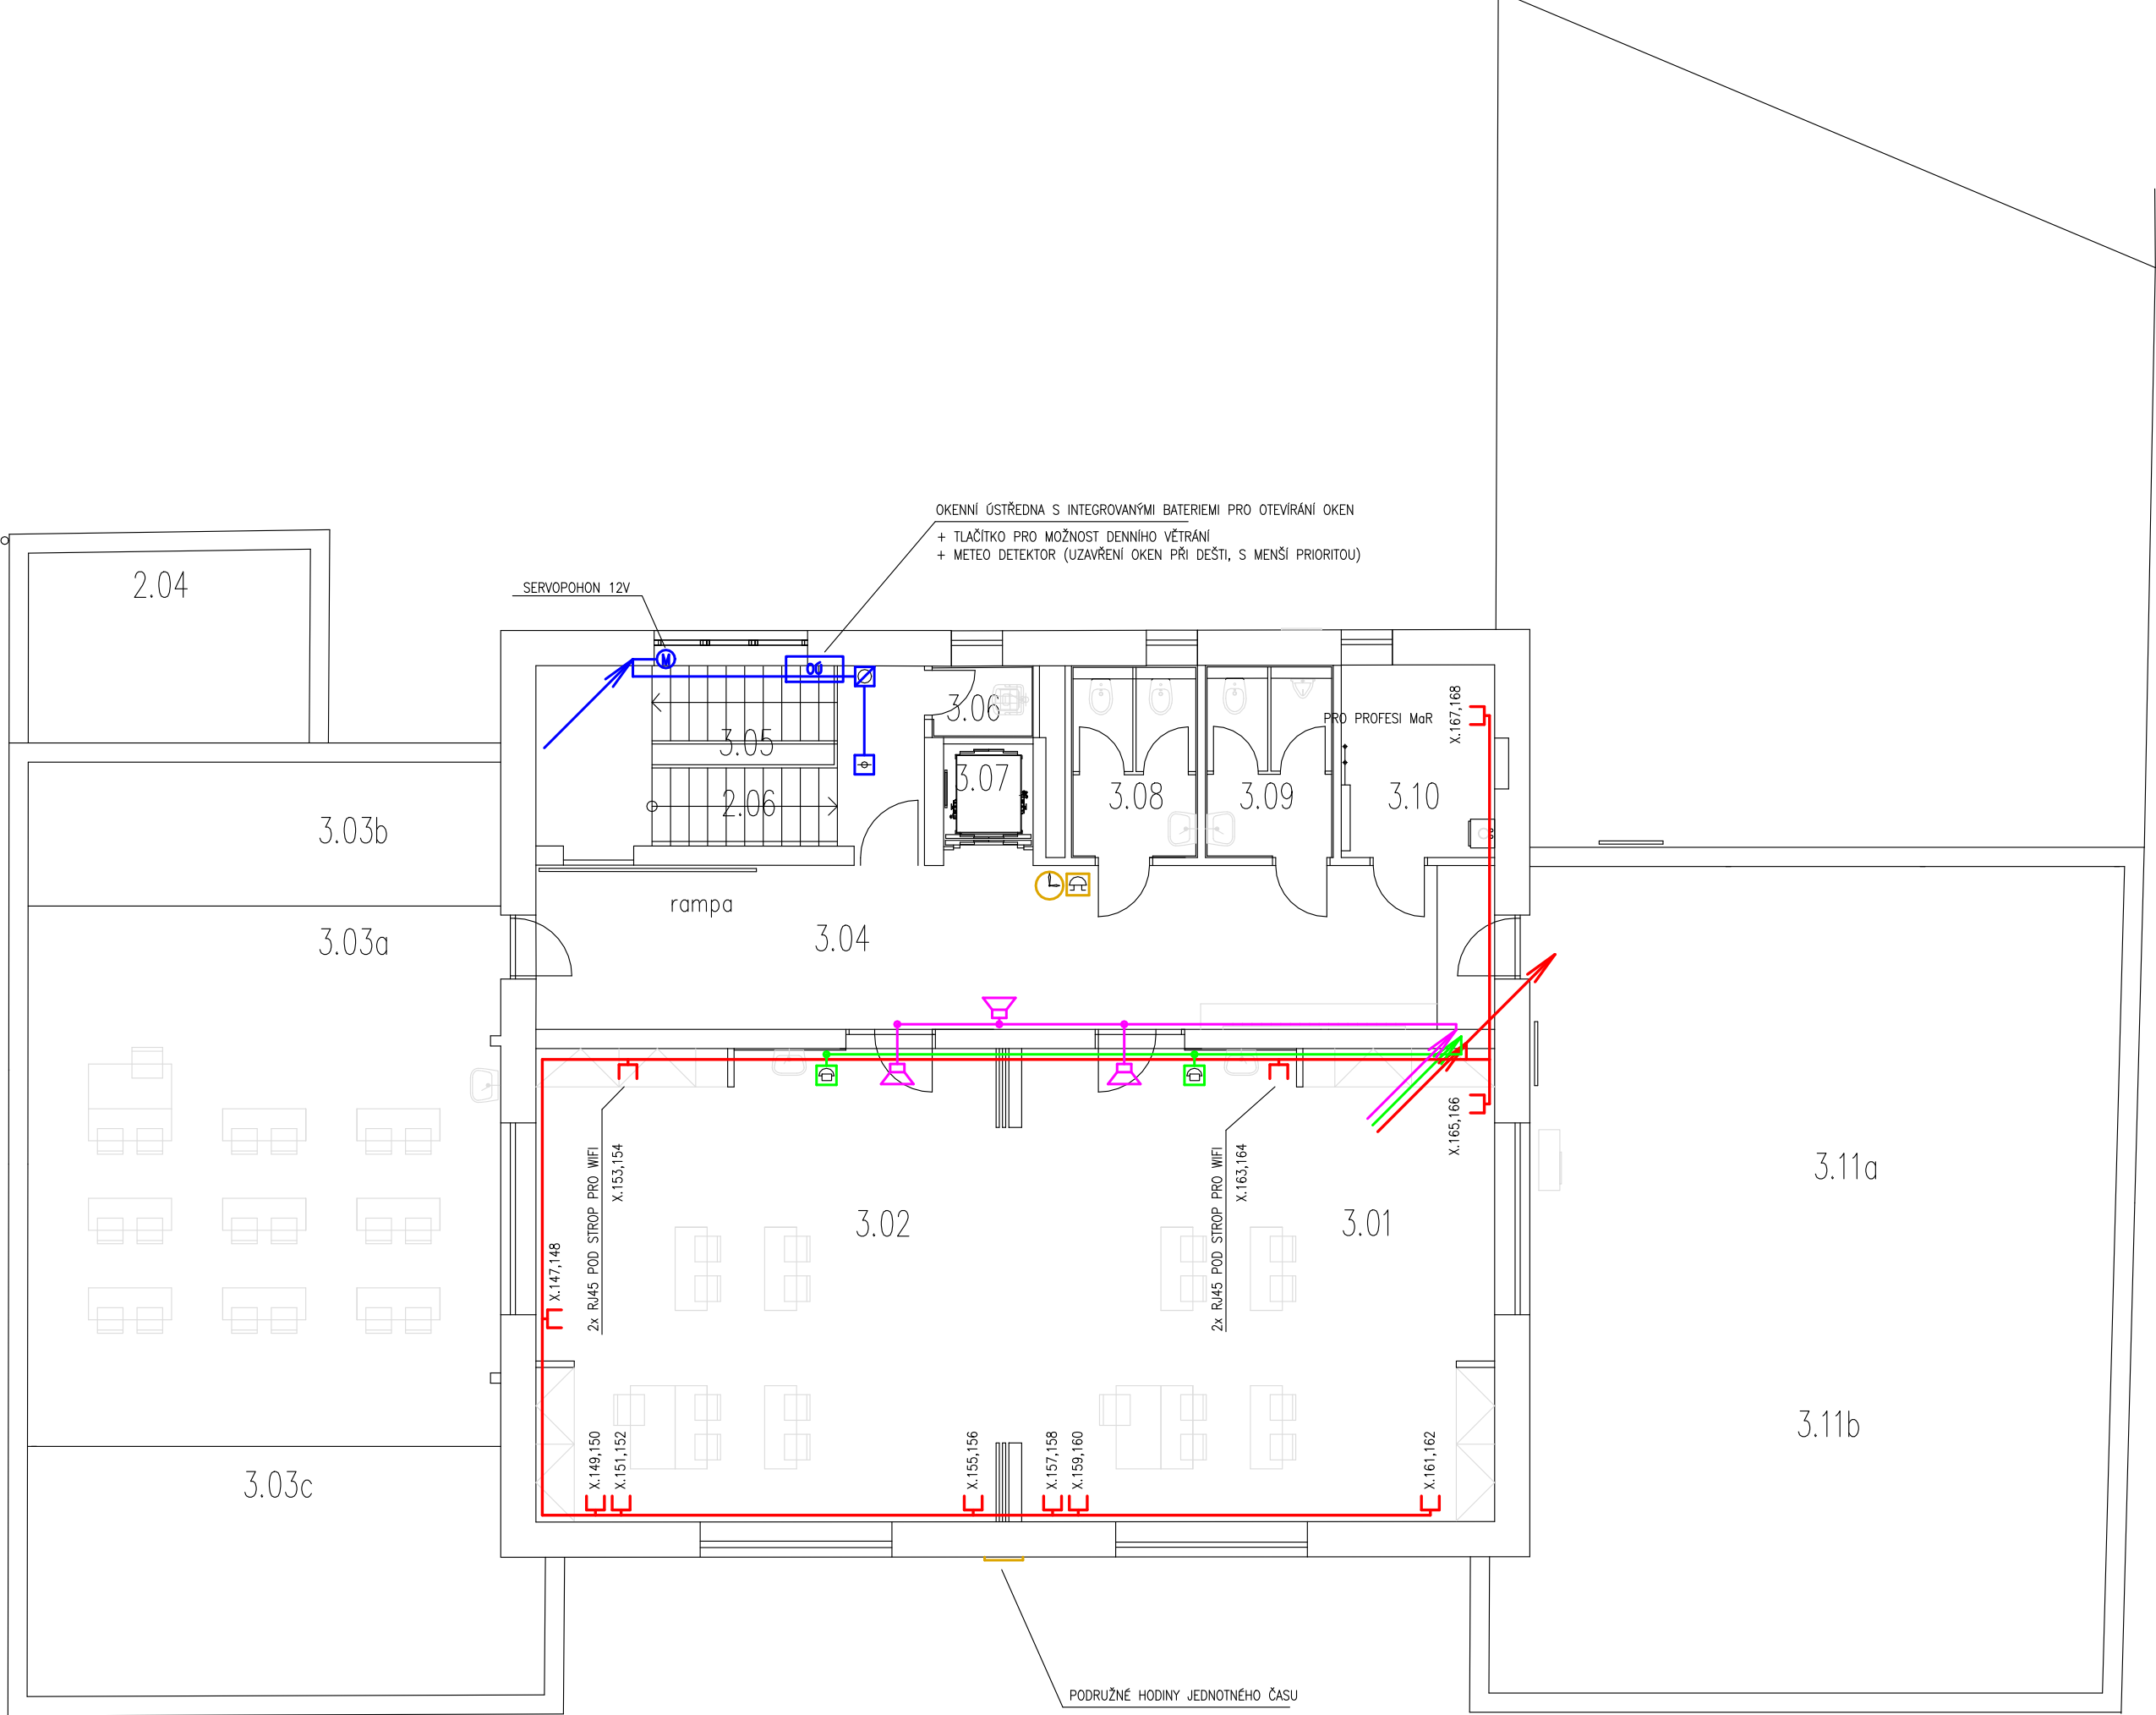 OKENNÍ ÚSTŘEDNA S INTEGROVANÝMI BATERIEMI PRO OTEVÍRÁNÍ OKEN
+ TLAČÍTKO PRO MOŽNOST DENNÍHO VĚTRÁNÍ
+ METEO DETEKTOR (UZAVŘENÍ OKEN PŘI DEŠTI, S MENŠÍ PRIORITOU)
2.04
SERVOPOHON 12V
M
3.06
PRO PROFESI MaR
X.167,168
3.05
3.07
2.06
3.08
3.09
3.10
3.03b
rampa
3.04
3.03a
X.165,166
2x RJ45 POD STROP PRO WIFI
X.153,154
2x RJ45 POD STROP PRO WIFI
X.163,164
3.11a
3.02
3.01
X.147,148
3.11b
X.149,150
X.151,152
X.155,156
X.157,158
X.159,160
X.161,162
3.03c
PODRUŽNÉ HODINY JEDNOTNÉHO ČASU